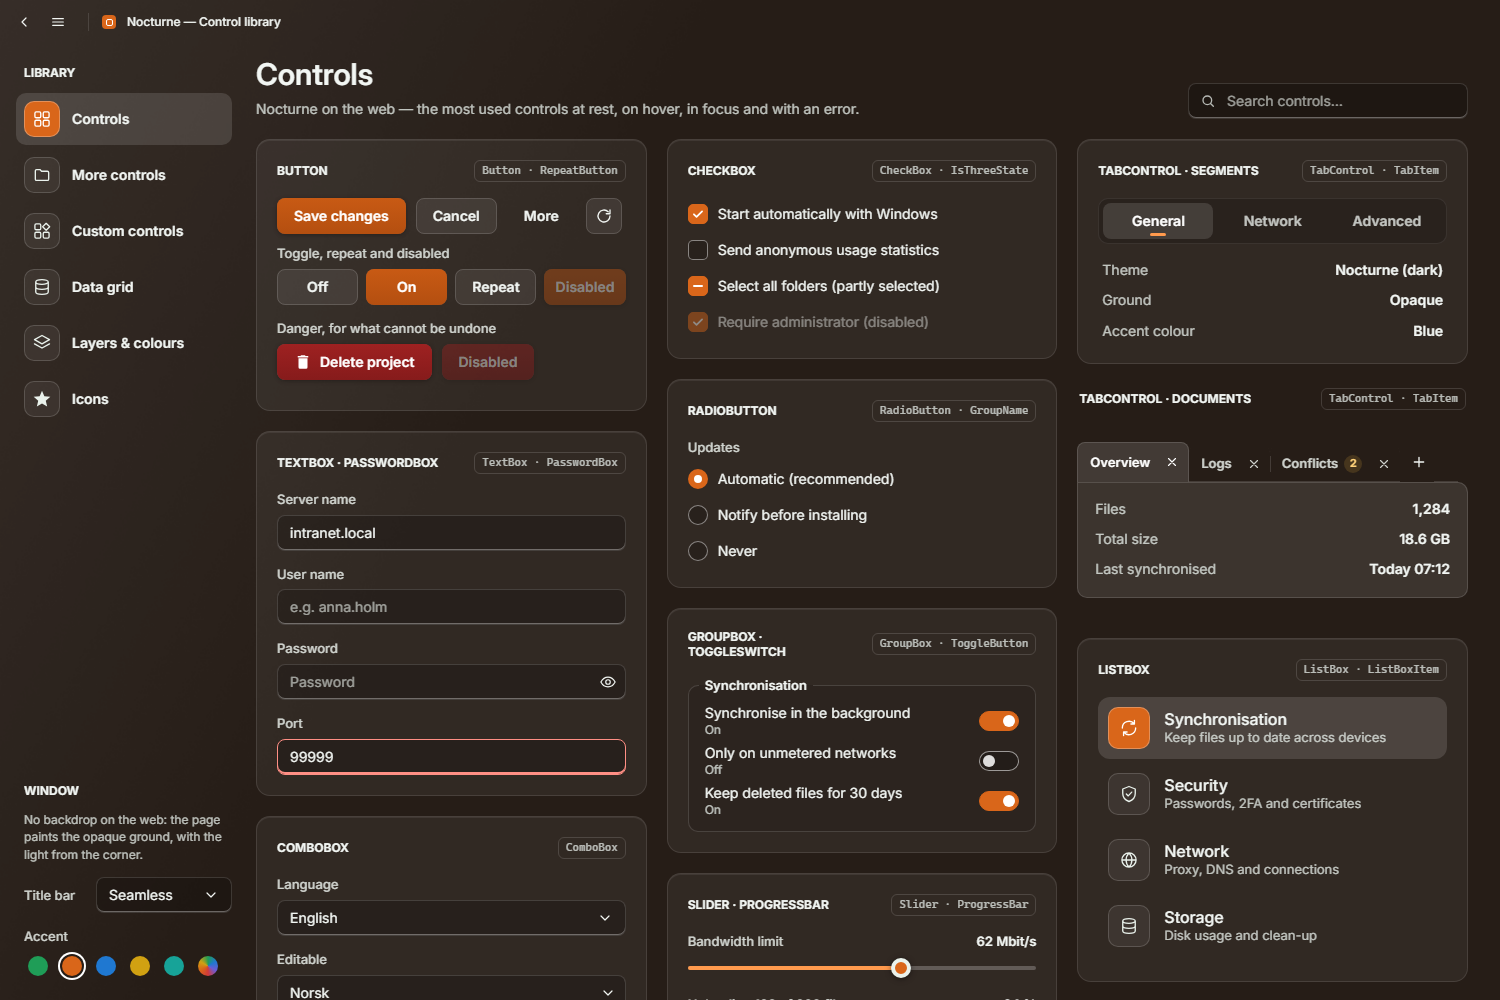 Nocturne — Control library
LIBRARY
Controls
More controls
Custom controls
Data grid
Layers & colours
Icons
WINDOW
No backdrop on the web: the page
paints the opaque ground, with the
light from the corner.
Title bar
Seamless
Accent
Controls
Nocturne on the web — the most used controls at rest, on hover, in focus and with an error.
Search controls...
BUTTON
Button · RepeatButton
Save changes
Cancel
More
Toggle, repeat and disabled
Off
On
Repeat
Disabled
Danger, for what cannot be undone
Delete project
Disabled
TEXTBOX · PASSWORDBOX
TextBox · PasswordBox
Server name
intranet.local
User name
e.g. anna.holm
Password
Password
Port
99999
COMBOBOX
ComboBox
Language
English
Editable
Norsk
CHECKBOX
CheckBox · IsThreeState
Start automatically with Windows
Send anonymous usage statistics
Select all folders (partly selected)
Require administrator (disabled)
RADIOBUTTON
RadioButton · GroupName
Updates
Automatic (recommended)
Notify before installing
Never
GROUPBOX ·
TOGGLESWITCH
GroupBox · ToggleButton
Synchronisation
Synchronise in the background
On
Only on unmetered networks
Off
Keep deleted files for 30 days
On
SLIDER · PROGRESSBAR
Slider · ProgressBar
Bandwidth limit
62 Mbit/s
TABCONTROL · SEGMENTS
TabControl · TabItem
General
Network
Advanced
Theme
Nocturne (dark)
Ground
Opaque
Accent colour
Blue
TABCONTROL · DOCUMENTS
TabControl · TabItem
Overview
Logs
Conflicts
2
Files
1,284
Total size
18.6 GB
Last synchronised
Today 07:12
LISTBOX
ListBox · ListBoxItem
Synchronisation
Keep files up to date across devices
Security
Passwords, 2FA and certificates
Network
Proxy, DNS and connections
Storage
Disk usage and clean-up